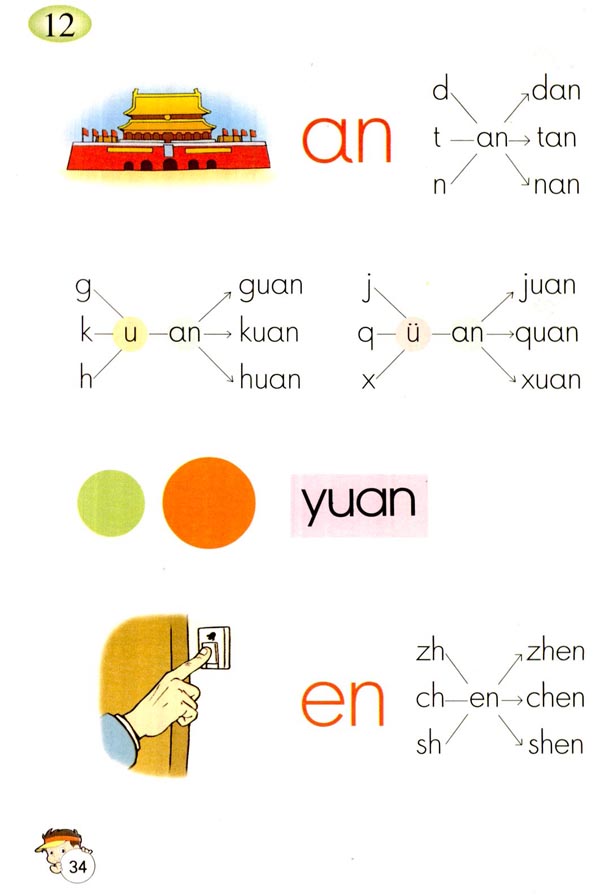 12
an
d dan
t an tan
n nan
g guan
k u an kuan
h huan
j juan
q ü an quan
x xuan
yuan
en
zh zhen
ch en chen
sh shen
34